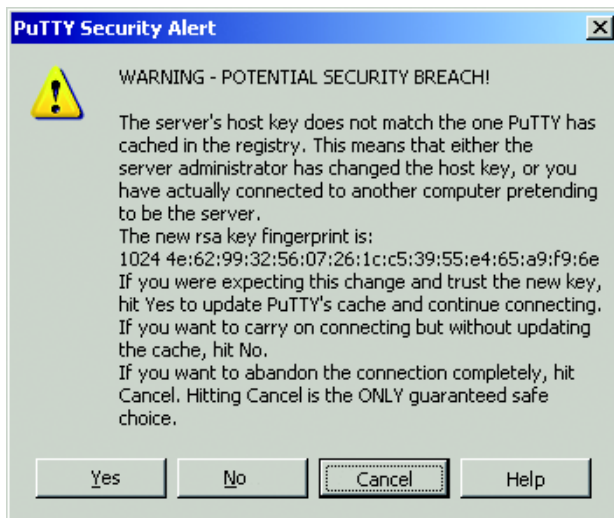 PuTTY Security Alert
WARNING - POTENTIAL SECURITY BREACH!
The server's host key does not match the one PuTTY has
cached in the registry. This means that either the
server administrator has changed the host key, or you
have actually connected to another computer pretending
to be the server.
The new rsa key fingerprint is:
1024 4e:62:99:32:56:07:26:1c:c5:39:55:e4:65:a9:f9:6e
If you were expecting this change and trust the new key,
hit Yes to update PuTTY's cache and continue connecting.
If you want to carry on connecting but without updating
the cache, hit No.
If you want to abandon the connection completely, hit
Cancel. Hitting Cancel is the ONLY guaranteed safe
choice.
Yes No Cancel Help